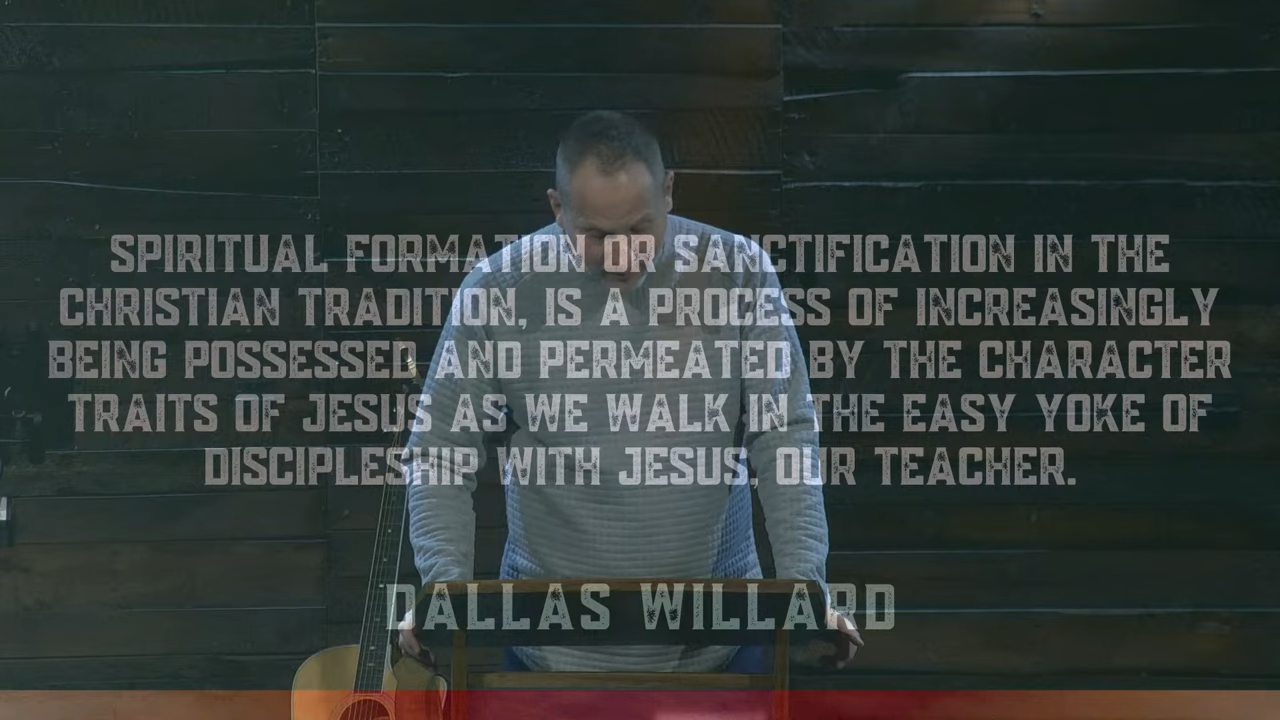 SPIRITUAL FORMATION OR SANCTIFICATION IN THE
CHRISTIAN TRADITION, IS A PROCESS OF INCREASINGLY
BEING POSSESSED AND PERMEATED BY THE CHARACTER
TRAITS OF JESUS AS WE WALK IN THE EASY YOKE OF
DISCIPLESHIP WITH JESUS, OUR TEACHER.
DALLAS WILLARD